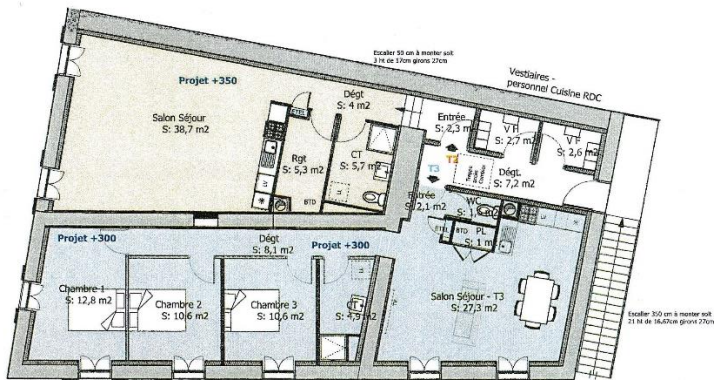 Escalier 50 cm à monter soit
3 ht de 17cm girons 27cm
Vestiaires -
personnel Cuisine RDC
Projet +350
Dégt
S: 4 m2
Salon Séjour
S: 38,7 m2
ETEL
Entrée
S: 2,3 m2
V F
S: 2,7 m2
V F
S: 2,6 m2
Rgt
S: 5,3 m2
CT
S: 5,7 m2
T2
T3
Dégt.
S: 7,2 m2
LL
BTD
Entrée
S: 2,1 m2
WC
ETEL
BTD
PL
S: 1 m2
Projet +300
Dégt
S: 8,1 m2
Projet +300
Chambre 1
S: 12,8 m2
Chambre 2
S: 10,6 m2
Chambre 3
S: 10,6 m2
CT
S: 4,9 m2
Salon Séjour - T3
S: 27,3 m2
Escalier 350 cm à monter soit
21 ht de 16,67cm girons 27cm